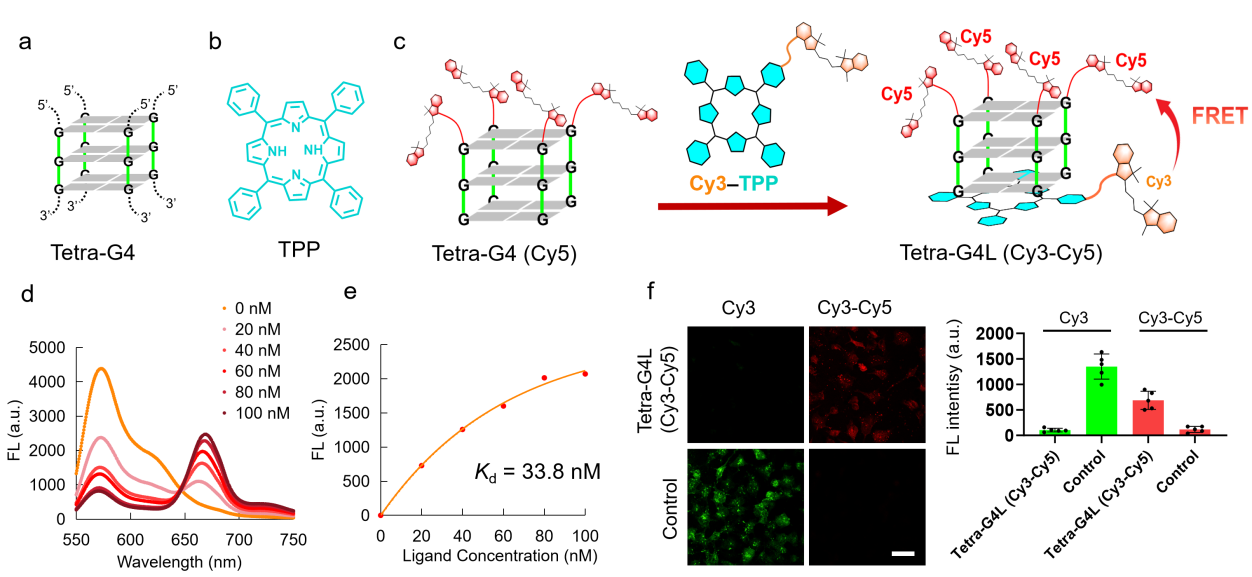 a
5'
5'
5'
5'
G
G
G
G
G
G
G
G
G
G
G
G
3'
3'
3'
3'
Tetra-G4
b
N
NH
NH
N
TPP
c
G
G
G
G
G
G
G
G
G
Tetra-G4 (Cy5)
Cy3–TPP
Cy5
Cy5
Cy5
Cy5
G
G
G
G
G
G
G
G
G
G
FRET
Cy3
Tetra-G4L (Cy3-Cy5)
d
0 nM
20 nM
40 nM
60 nM
80 nM
100 nM
5000
4000
3000
2000
1000
0
FL (a.u.)
550 600 650 700 750
Wavelength (nm)
e
2500
2000
1500
1000
500
0
FL (a.u.)
Kd = 33.8 nM
0 20 40 60 80 100
Ligand Concentration (nM)
f
Cy3 Cy3-Cy5
Tetra-G4L
(Cy3-Cy5)
Control
Cy3 Cy3-Cy5
2000
1500
1000
500
0
FL intentisy (a.u.)
Tetra-G4L (Cy3-Cy5)
Control
Tetra-G4L (Cy3-Cy5)
Control